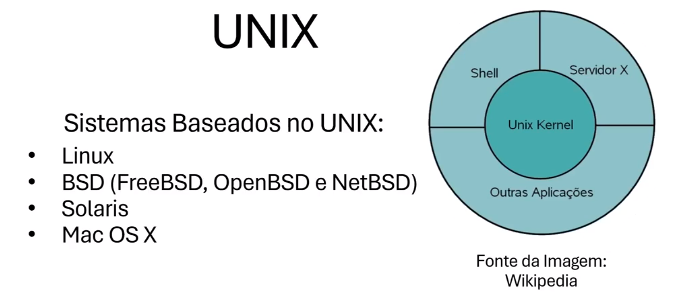 UNIX
Sistemas Baseados no UNIX:
• Linux
• BSD (FreeBSD, OpenBSD e NetBSD)
• Solaris
• Mac OS X
Shell
Servidor X
Unix Kernel
Outras Aplicações
Fonte da Imagem:
Wikipedia